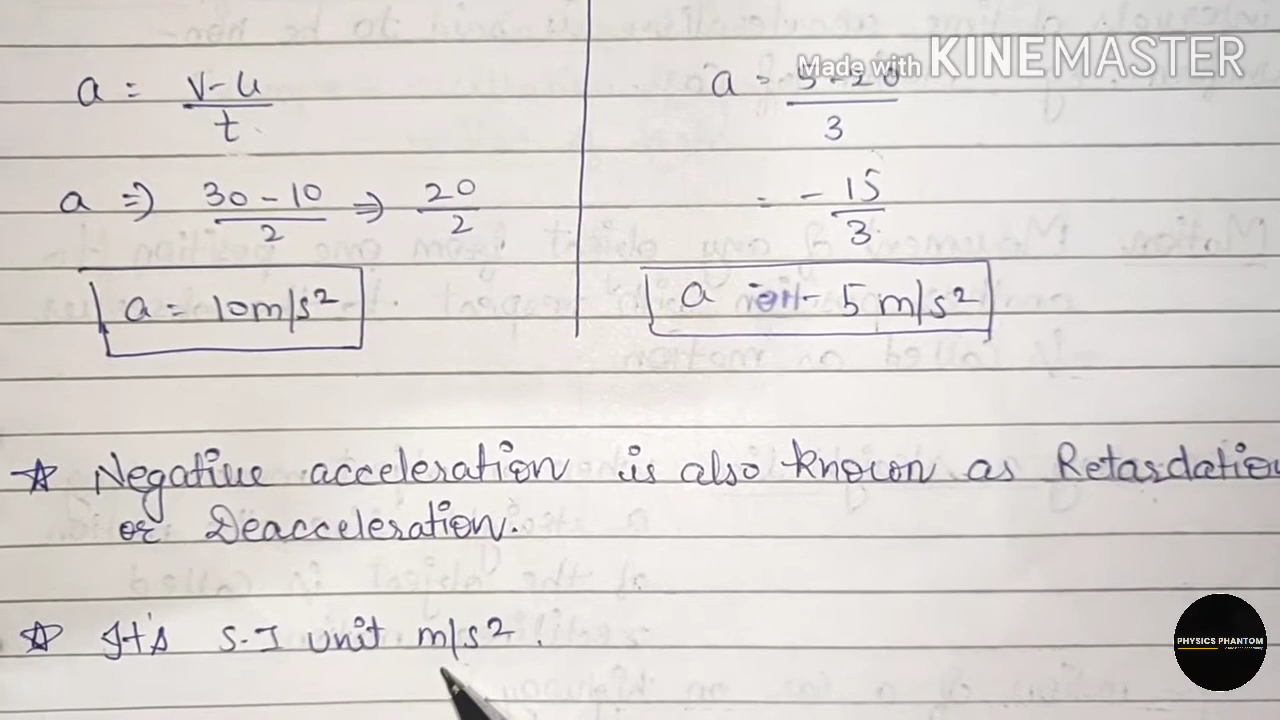 a = v-u/t
a ⇒ 30-10/2 ⇒ 20/2
a = 10m/s²
Made with KINEMASTER
a = 5-20/3
= -15/3
a = - 5 m/s²
☆ Negative acceleration is also known as Retardation
or Deacceleration.
☆ It's S.I unit m/s².
PHYSICS PHANTOM